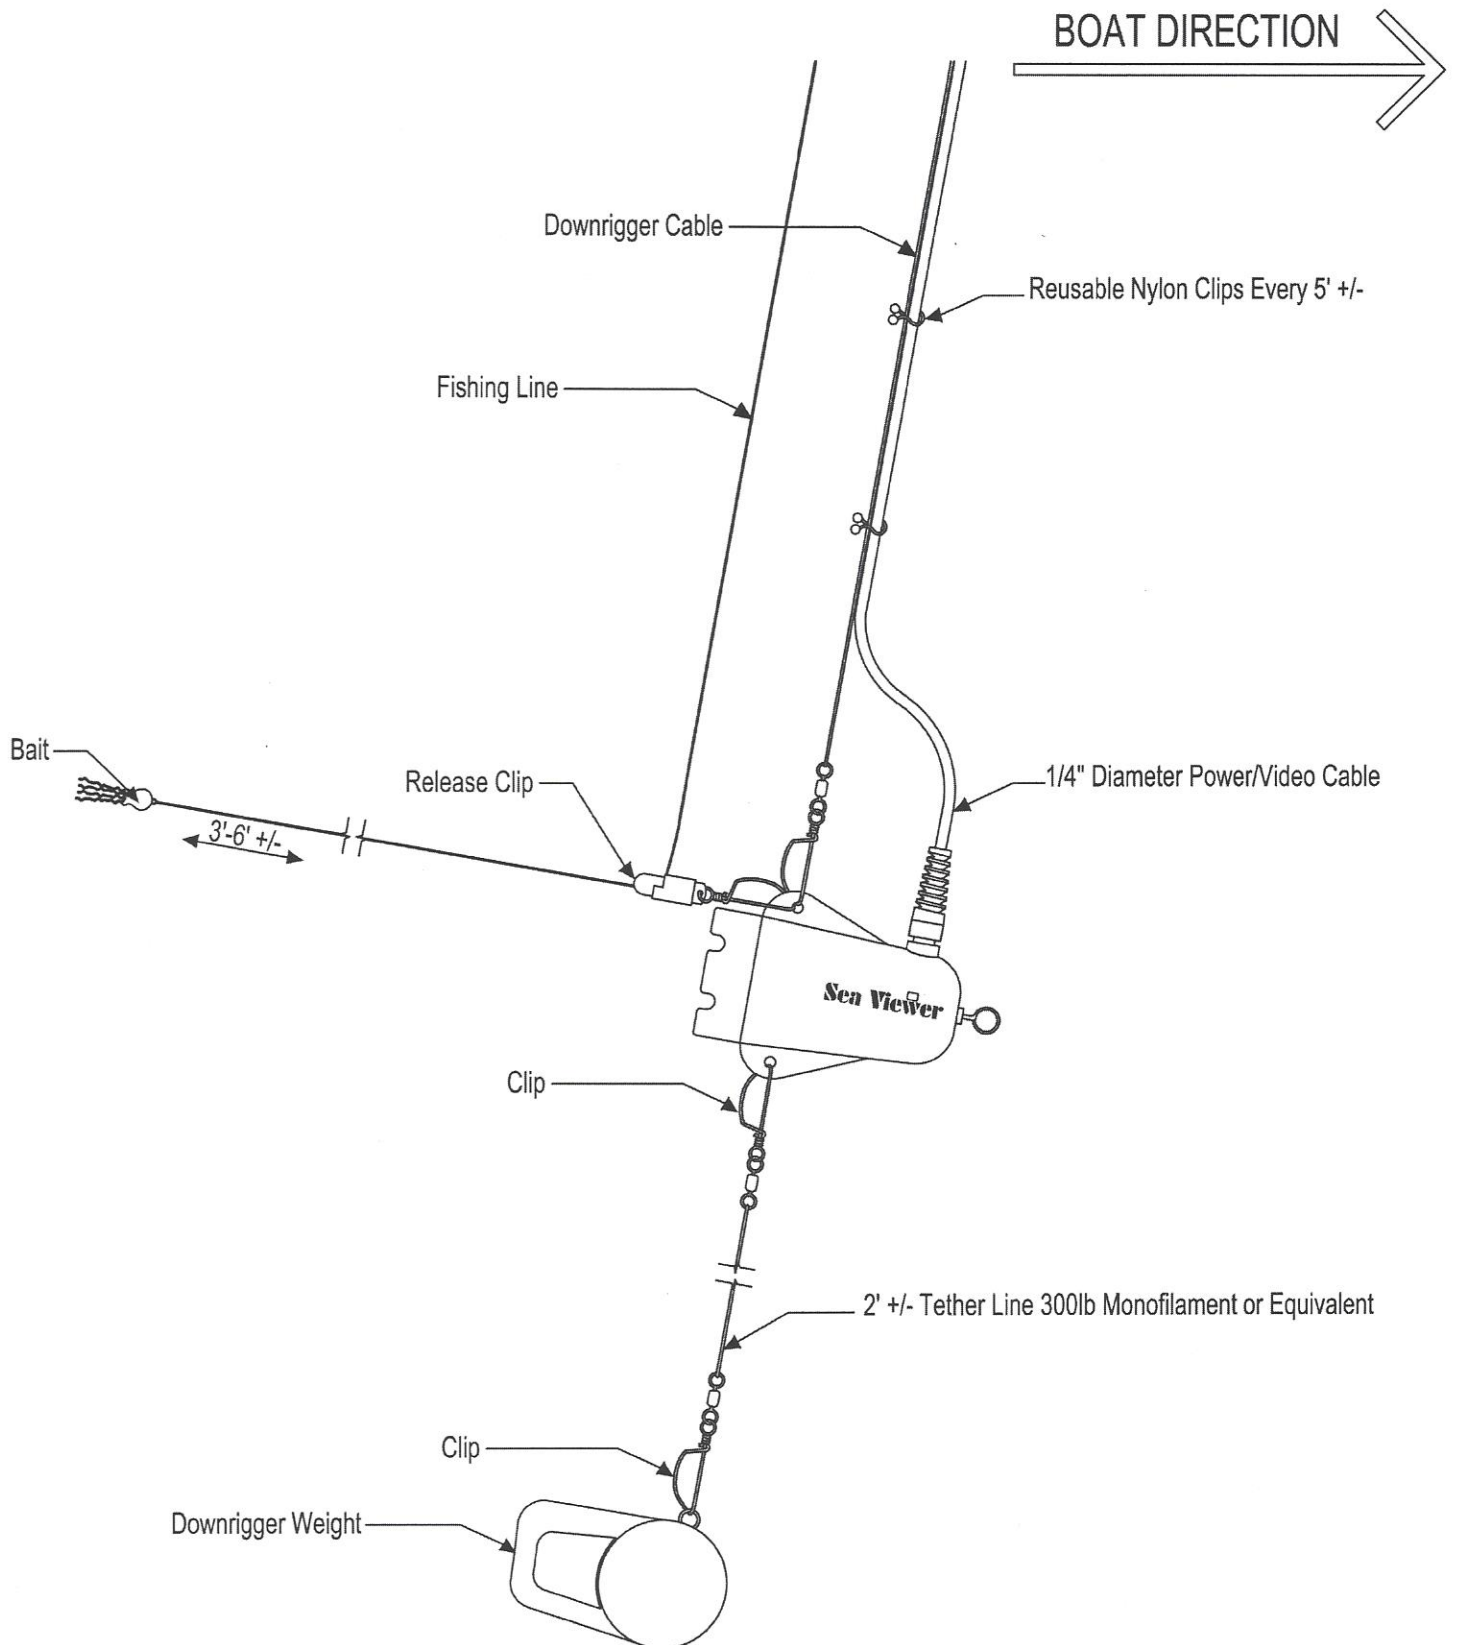 BOAT DIRECTION
Downrigger Cable
Reusable Nylon Clips Every 5' +/-
Fishing Line
Bait
Release Clip
1/4" Diameter Power/Video Cable
3'-6' +/-
Sea Viewer
Clip
2' +/- Tether Line 300lb Monofilament or Equivalent
Clip
Downrigger Weight